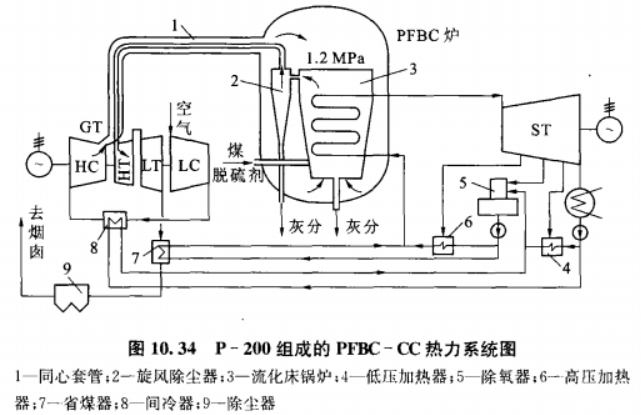 1
PFBC 炉
1.2 MPa
2
3
空气
GT
HC
HT
LT
LC
煤
脱硫剂
ST
5
去烟囱
8
7
灰分
灰分
6
4
9
图 10.34 P-200 组成的 PFBC-CC 热力系统图
1—同心套管;2—旋风除尘器;3—流化床锅炉;4—低压加热器;5—除氧器;6—高压加热
器;7—省煤器;8—间冷器;9—除尘器